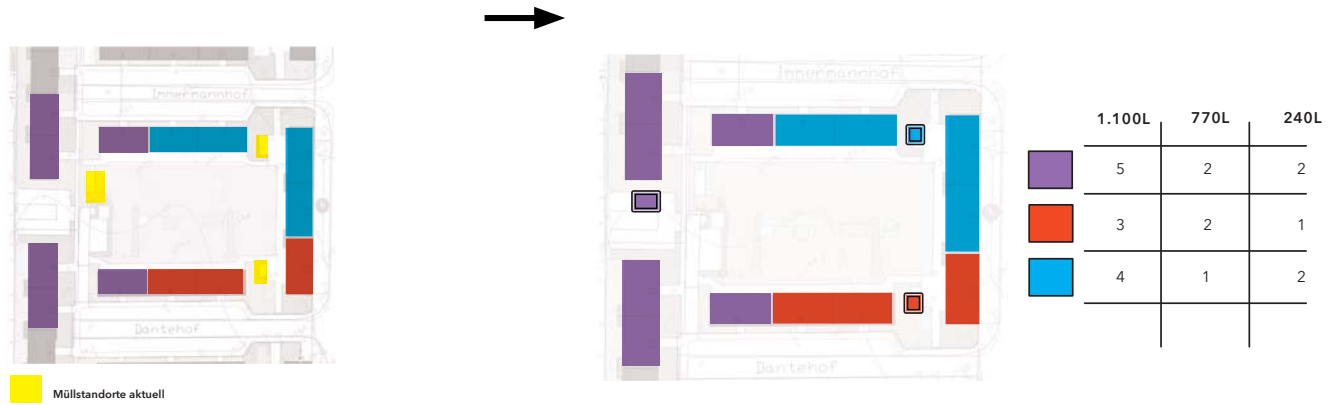 Immermannhof
Dantehof
Müllstandorte aktuell
Immermannhof
Dantehof
1.100L 770L 240L
5 2 2
3 2 1
4 1 2